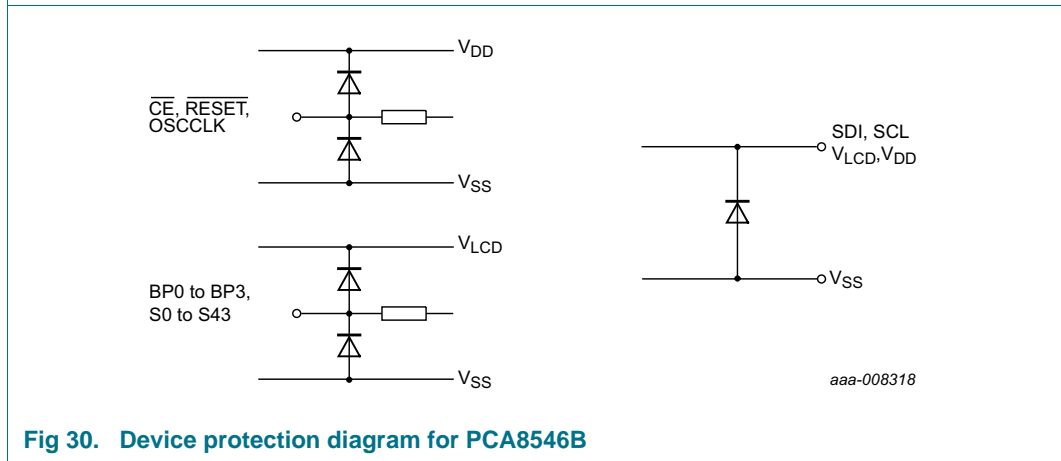 VDD
CE, RESET,
OSCCLK
VSS
VLCD
BP0 to BP3,
S0 to S43
VSS
SDI, SCL
VLCD,VDD
VSS
aaa-008318
Fig 30. Device protection diagram for PCA8546B